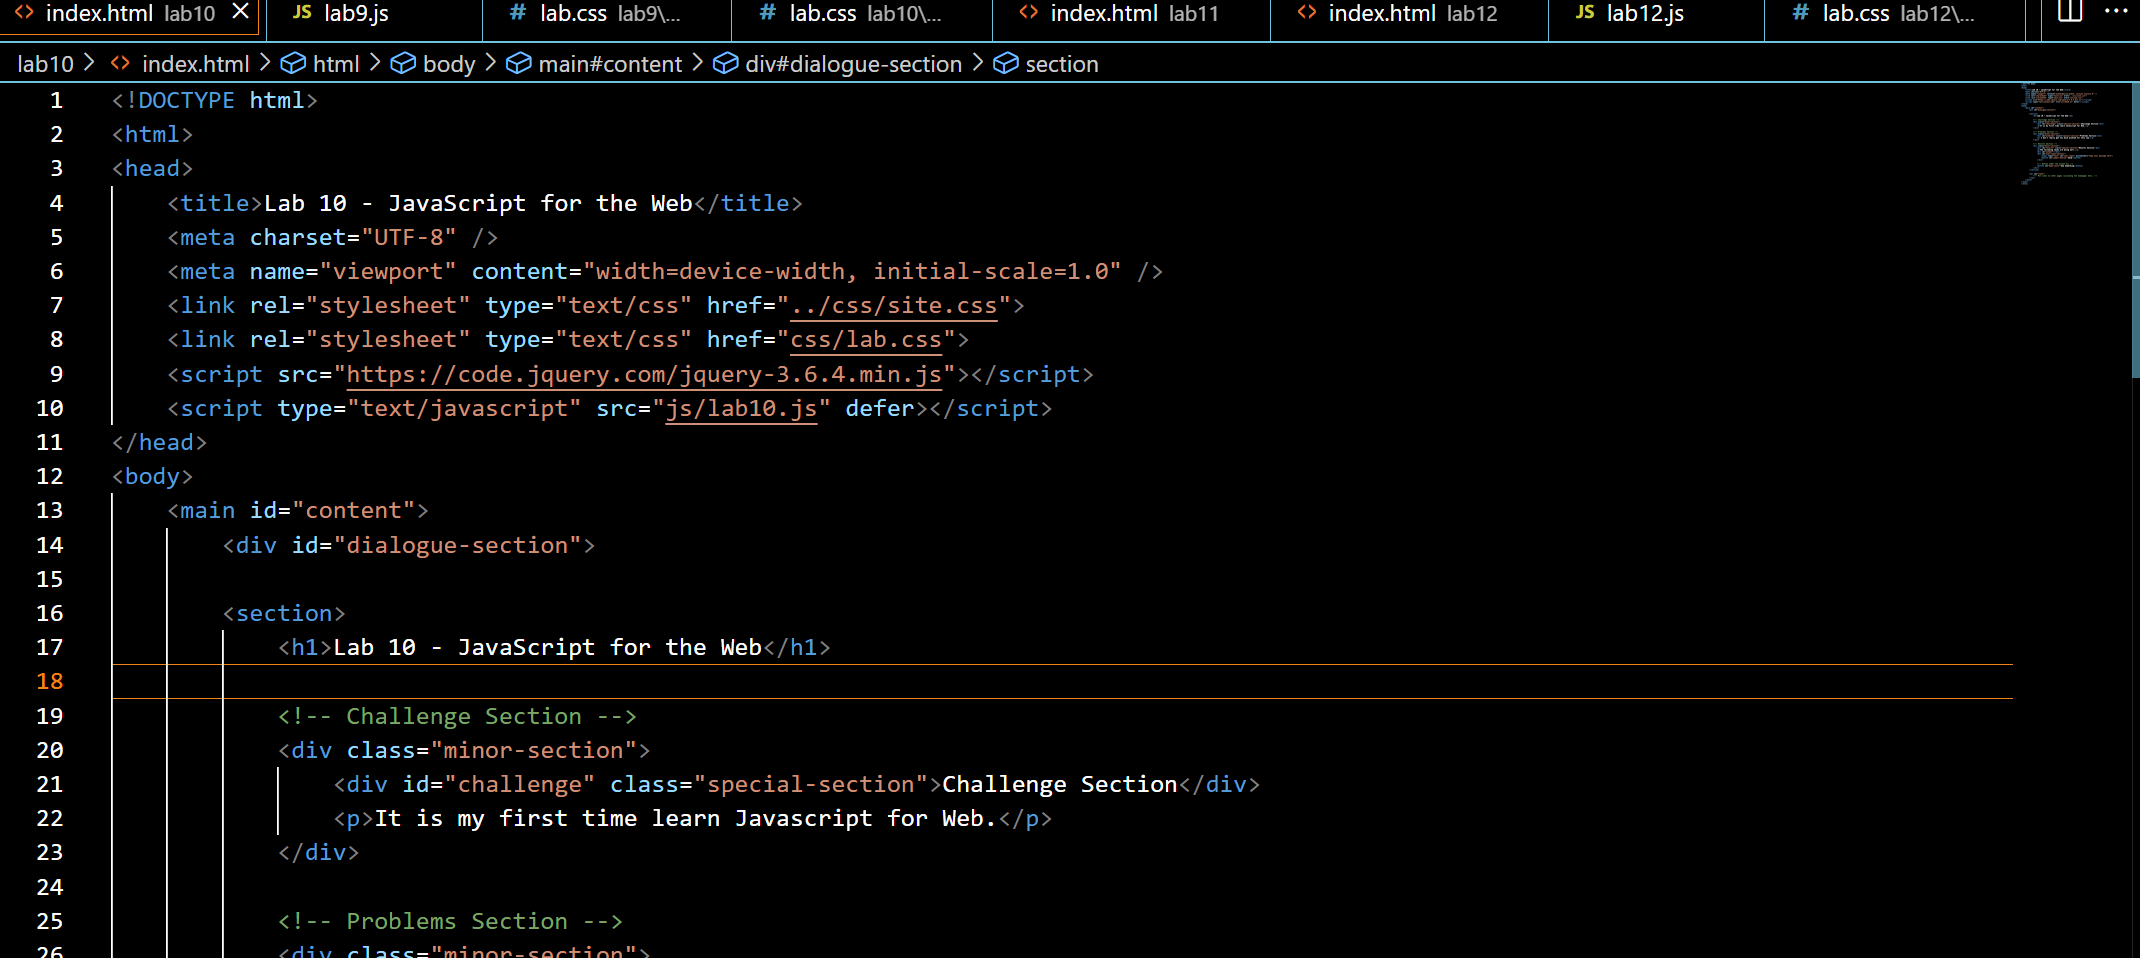 index.html lab10 JS lab9.js # lab.css lab9\... # lab.css lab10\... index.html lab11 index.html lab12 JS lab12.js # lab.css lab12\...
lab10 > index.html > html > body > main#content > div#dialogue-section > section
1 <!DOCTYPE html>
2 <html>
3 <head>
4 <title>Lab 10 - JavaScript for the Web</title>
5 <meta charset="UTF-8" />
6 <meta name="viewport" content="width=device-width, initial-scale=1.0" />
7 <link rel="stylesheet" type="text/css" href="../css/site.css">
8 <link rel="stylesheet" type="text/css" href="css/lab.css">
9 <script src="https://code.jquery.com/jquery-3.6.4.min.js"></script>
10 <script type="text/javascript" src="js/lab10.js" defer></script>
11 </head>
12 <body>
13 <main id="content">
14 <div id="dialogue-section">
15
16 <section>
17 <h1>Lab 10 - JavaScript for the Web</h1>
18
19 <!-- Challenge Section -->
20 <div class="minor-section">
21 <div id="challenge" class="special-section">Challenge Section</div>
22 <p>It is my first time learn Javascript for Web.</p>
23 </div>
24
25 <!-- Problems Section -->
26 <div class="minor-section">